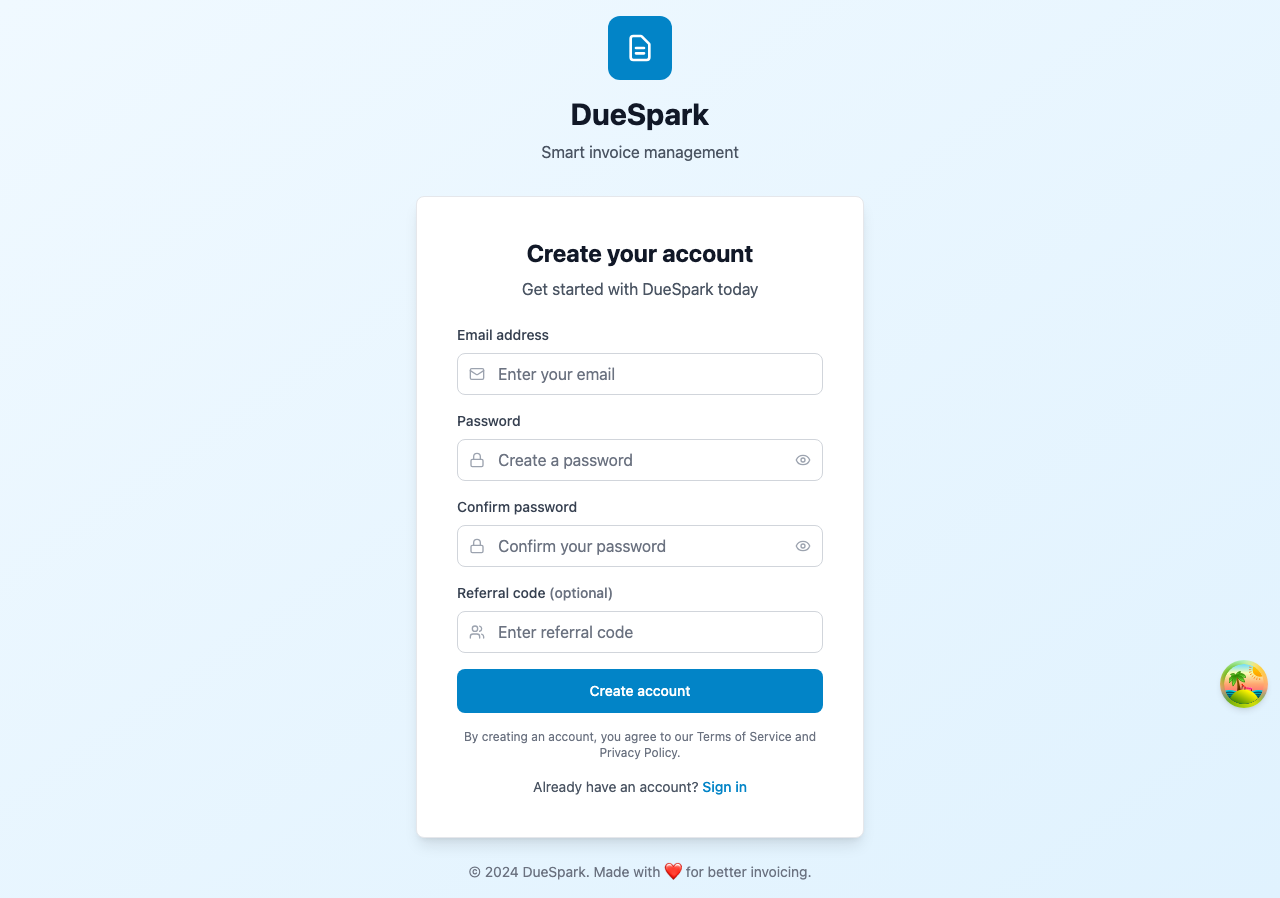 DueSpark
Smart invoice management
Create your account
Get started with DueSpark today
Email address
Enter your email
Password
Create a password
Confirm password
Confirm your password
Referral code (optional)
Enter referral code
Create account
By creating an account, you agree to our Terms of Service and
Privacy Policy.
Already have an account? Sign in
© 2024 DueSpark. Made with ❤️ for better invoicing.